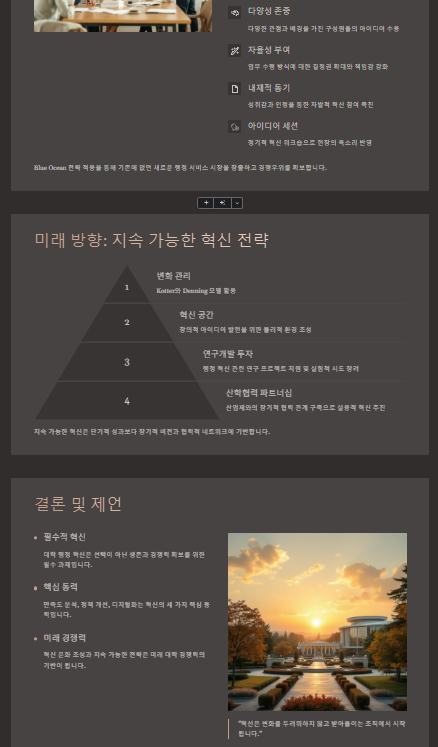 다양성 존중
다양한 관점과 배경을 가진 구성원들의 아이디어 수용
자율성 부여
업무 수행 방식에 대한 결정권 확대와 책임감 강화
내재적 동기
성취감과 인정을 통한 자발적 혁신 참여 촉진
아이디어 세션
정기적 혁신 워크숍으로 현장의 목소리 반영
Blue Ocean 전략 적용을 통해 기존에 없던 새로운 행정 서비스 시장을 창출하고 경쟁우위를 확보합니다.
미래 방향: 지속 가능한 혁신 전략
1
변화 관리
Kotter와 Denning 모델 활용
2
혁신 공간
창의적 아이디어 발현을 위한 물리적 환경 조성
3
연구개발 투자
행정 혁신 관련 연구 프로젝트 지원 및 실험적 시도 장려
4
산학협력 파트너십
산업체와의 장기적 협력 관계 구축으로 실용적 혁신 추진
지속 가능한 혁신은 단기적 성과보다 장기적 비전과 협력적 네트워크에 기반합니다.
결론 및 제언
필수적 혁신
대학 행정 혁신은 선택이 아닌 생존과 경쟁력 확보를 위한
필수 과제입니다.
핵심 동력
만족도 분석, 정책 개선, 디지털화는 혁신의 세 가지 핵심 동
력입니다.
미래 경쟁력
혁신 문화 조성과 지속 가능한 전략은 미래 대학 경쟁력의
기반이 됩니다.
"혁신은 변화를 두려워하지 않고 받아들이는 조직에서 시작
됩니다."